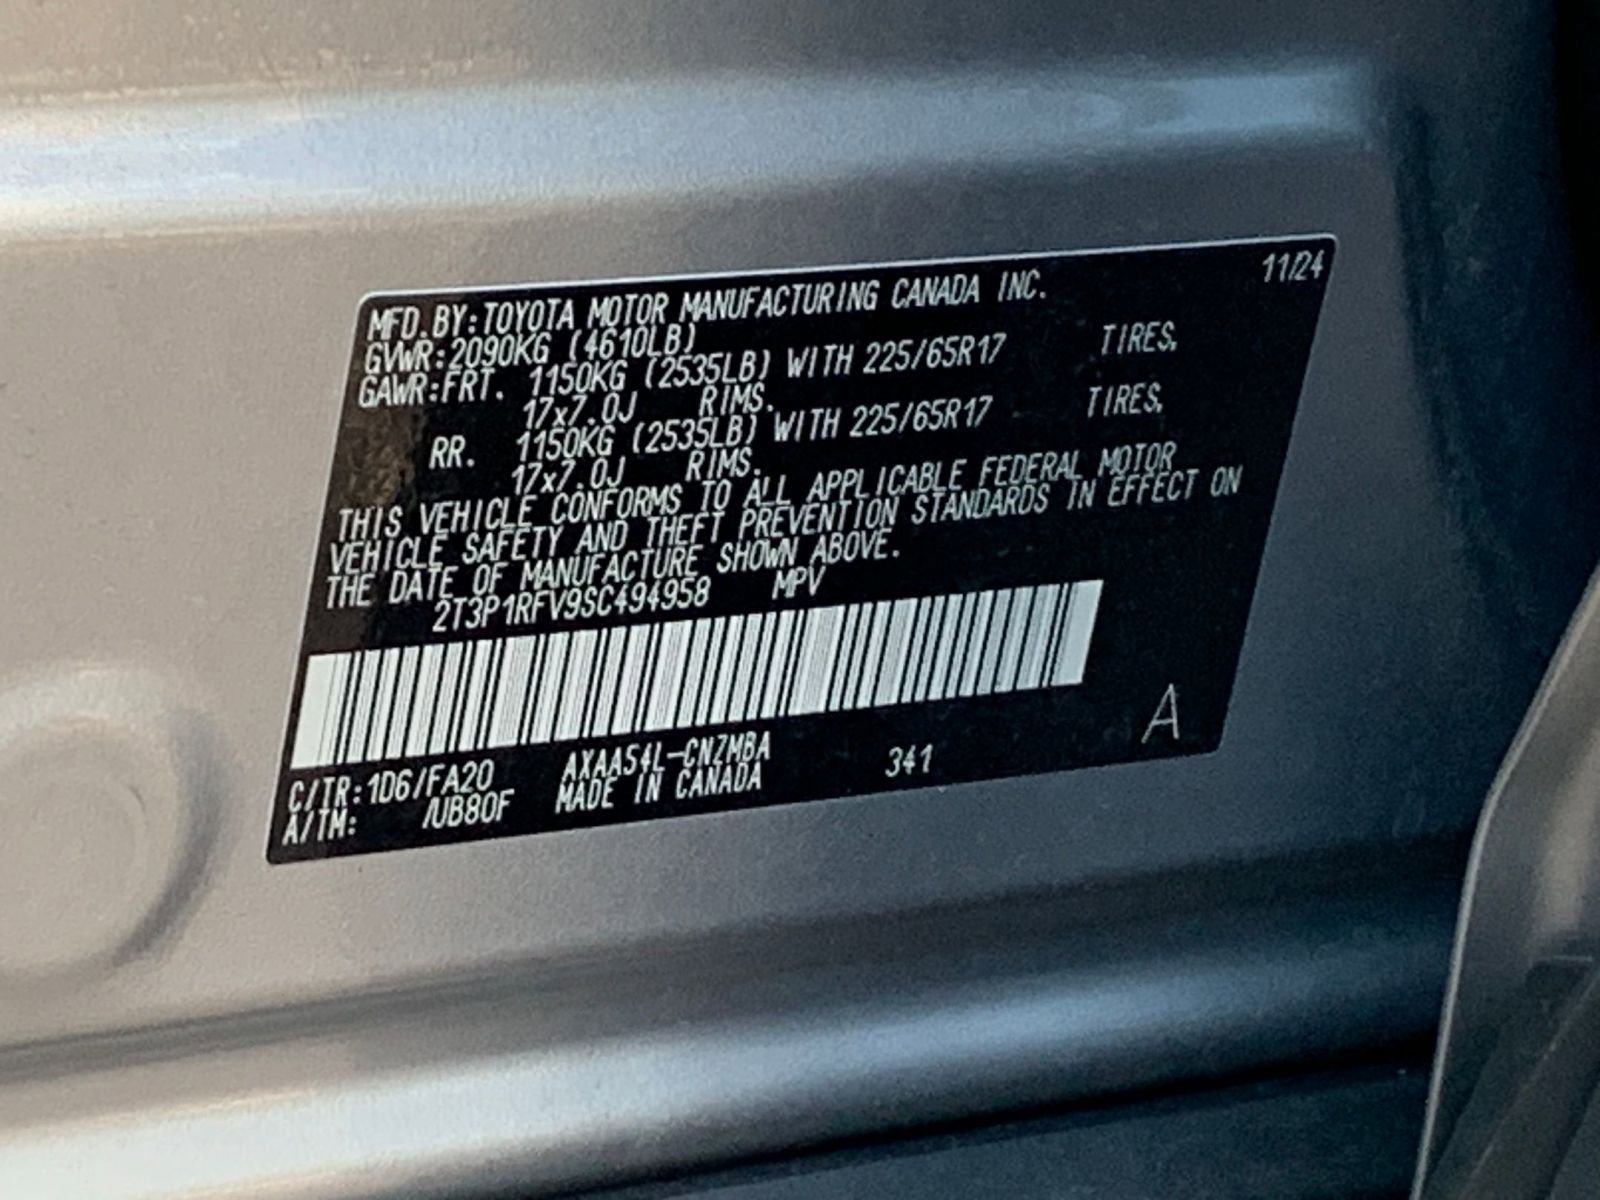 11/24
MFD. BY: TOYOTA MOTOR MANUFACTURING CANADA INC.
GVWR: 2090KG (4610LB)
GAWR: FRT. 1150KG (2535LB) WITH 225/65R17 TIRES,
17x7.0J RIMS.
RR. 1150KG (2535LB) WITH 225/65R17 TIRES,
17x7.0J RIMS.
THIS VEHICLE CONFORMS TO ALL APPLICABLE FEDERAL MOTOR
VEHICLE SAFETY AND THEFT PREVENTION STANDARDS IN EFFECT ON
THE DATE OF MANUFACTURE SHOWN ABOVE.
2T3P1RFV9SC494958 MPV
C/TR: 1D6/FA20 AXAA54L-CNZMBA 341 A
A/TM: /UB80F MADE IN CANADA